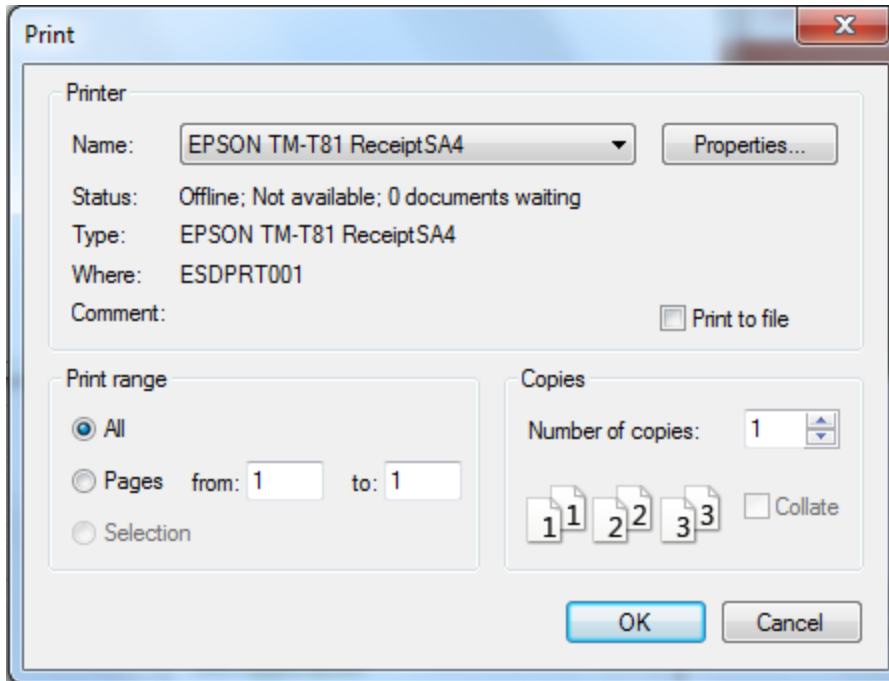 Print
Printer
Name: EPSON TM-T81 ReceiptSA4 Properties...
Status: Offline; Not available; 0 documents waiting
Type: EPSON TM-T81 ReceiptSA4
Where: ESDPRT001
Comment: Print to file
Print range
All
Pages from: 1 to: 1
Selection
Copies
Number of copies: 1
1 1 2 2 3 3 Collate
OK Cancel